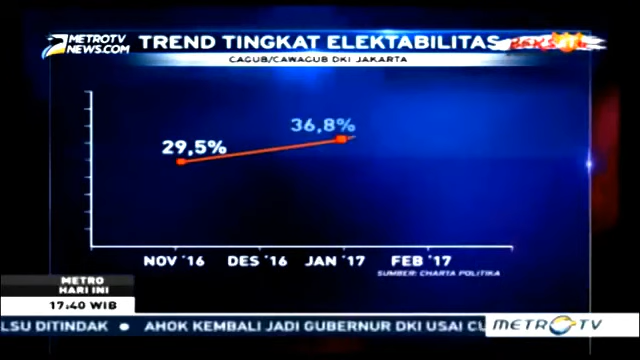 METROTV
NEWS.COM
TREND TINGKAT ELEKTABILITAS
CAGUB/CAWAGUB DKI JAKARTA
36,8%
29,5%
NOV '16 DES '16 JAN '17 FEB '17
SUMBER: CHARTA POLITIKA
METRO
HARI INI
17:40 WIB
LSU DITINDAK • AHOK KEMBALI JADI GUBERNUR DKI USAI CU
METRO TV